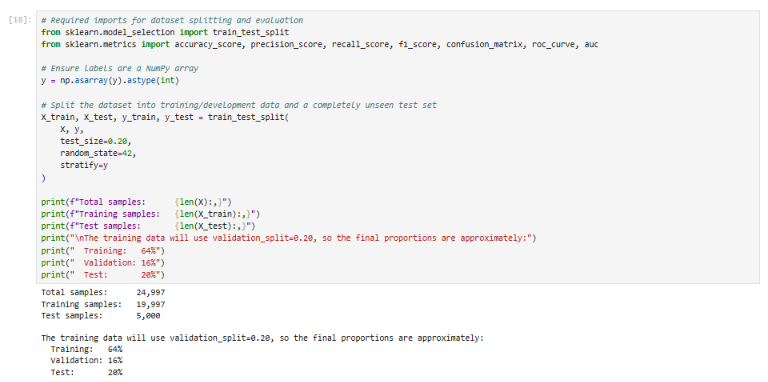 [18]:
# Required imports for dataset splitting and evaluation
from sklearn.model_selection import train_test_split
from sklearn.metrics import accuracy_score, precision_score, recall_score, f1_score, confusion_matrix, roc_curve, auc

# Ensure labels are a NumPy array
y = np.asarray(y).astype(int)

# Split the dataset into training/development data and a completely unseen test set
X_train, X_test, y_train, y_test = train_test_split(
    X, y,
    test_size=0.20,
    random_state=42,
    stratify=y
)

print(f"Total samples:      {len(X):,}")
print(f"Training samples:   {len(X_train):,}")
print(f"Test samples:       {len(X_test):,}")
print("\nThe training data will use validation_split=0.20, so the final proportions are approximately:")
print("  Training:   64%")
print("  Validation: 16%")
print("  Test:       20%")
Total samples:      24,997
Training samples:   19,997
Test samples:       5,000

The training data will use validation_split=0.20, so the final proportions are approximately:
  Training:   64%
  Validation: 16%
  Test:       20%